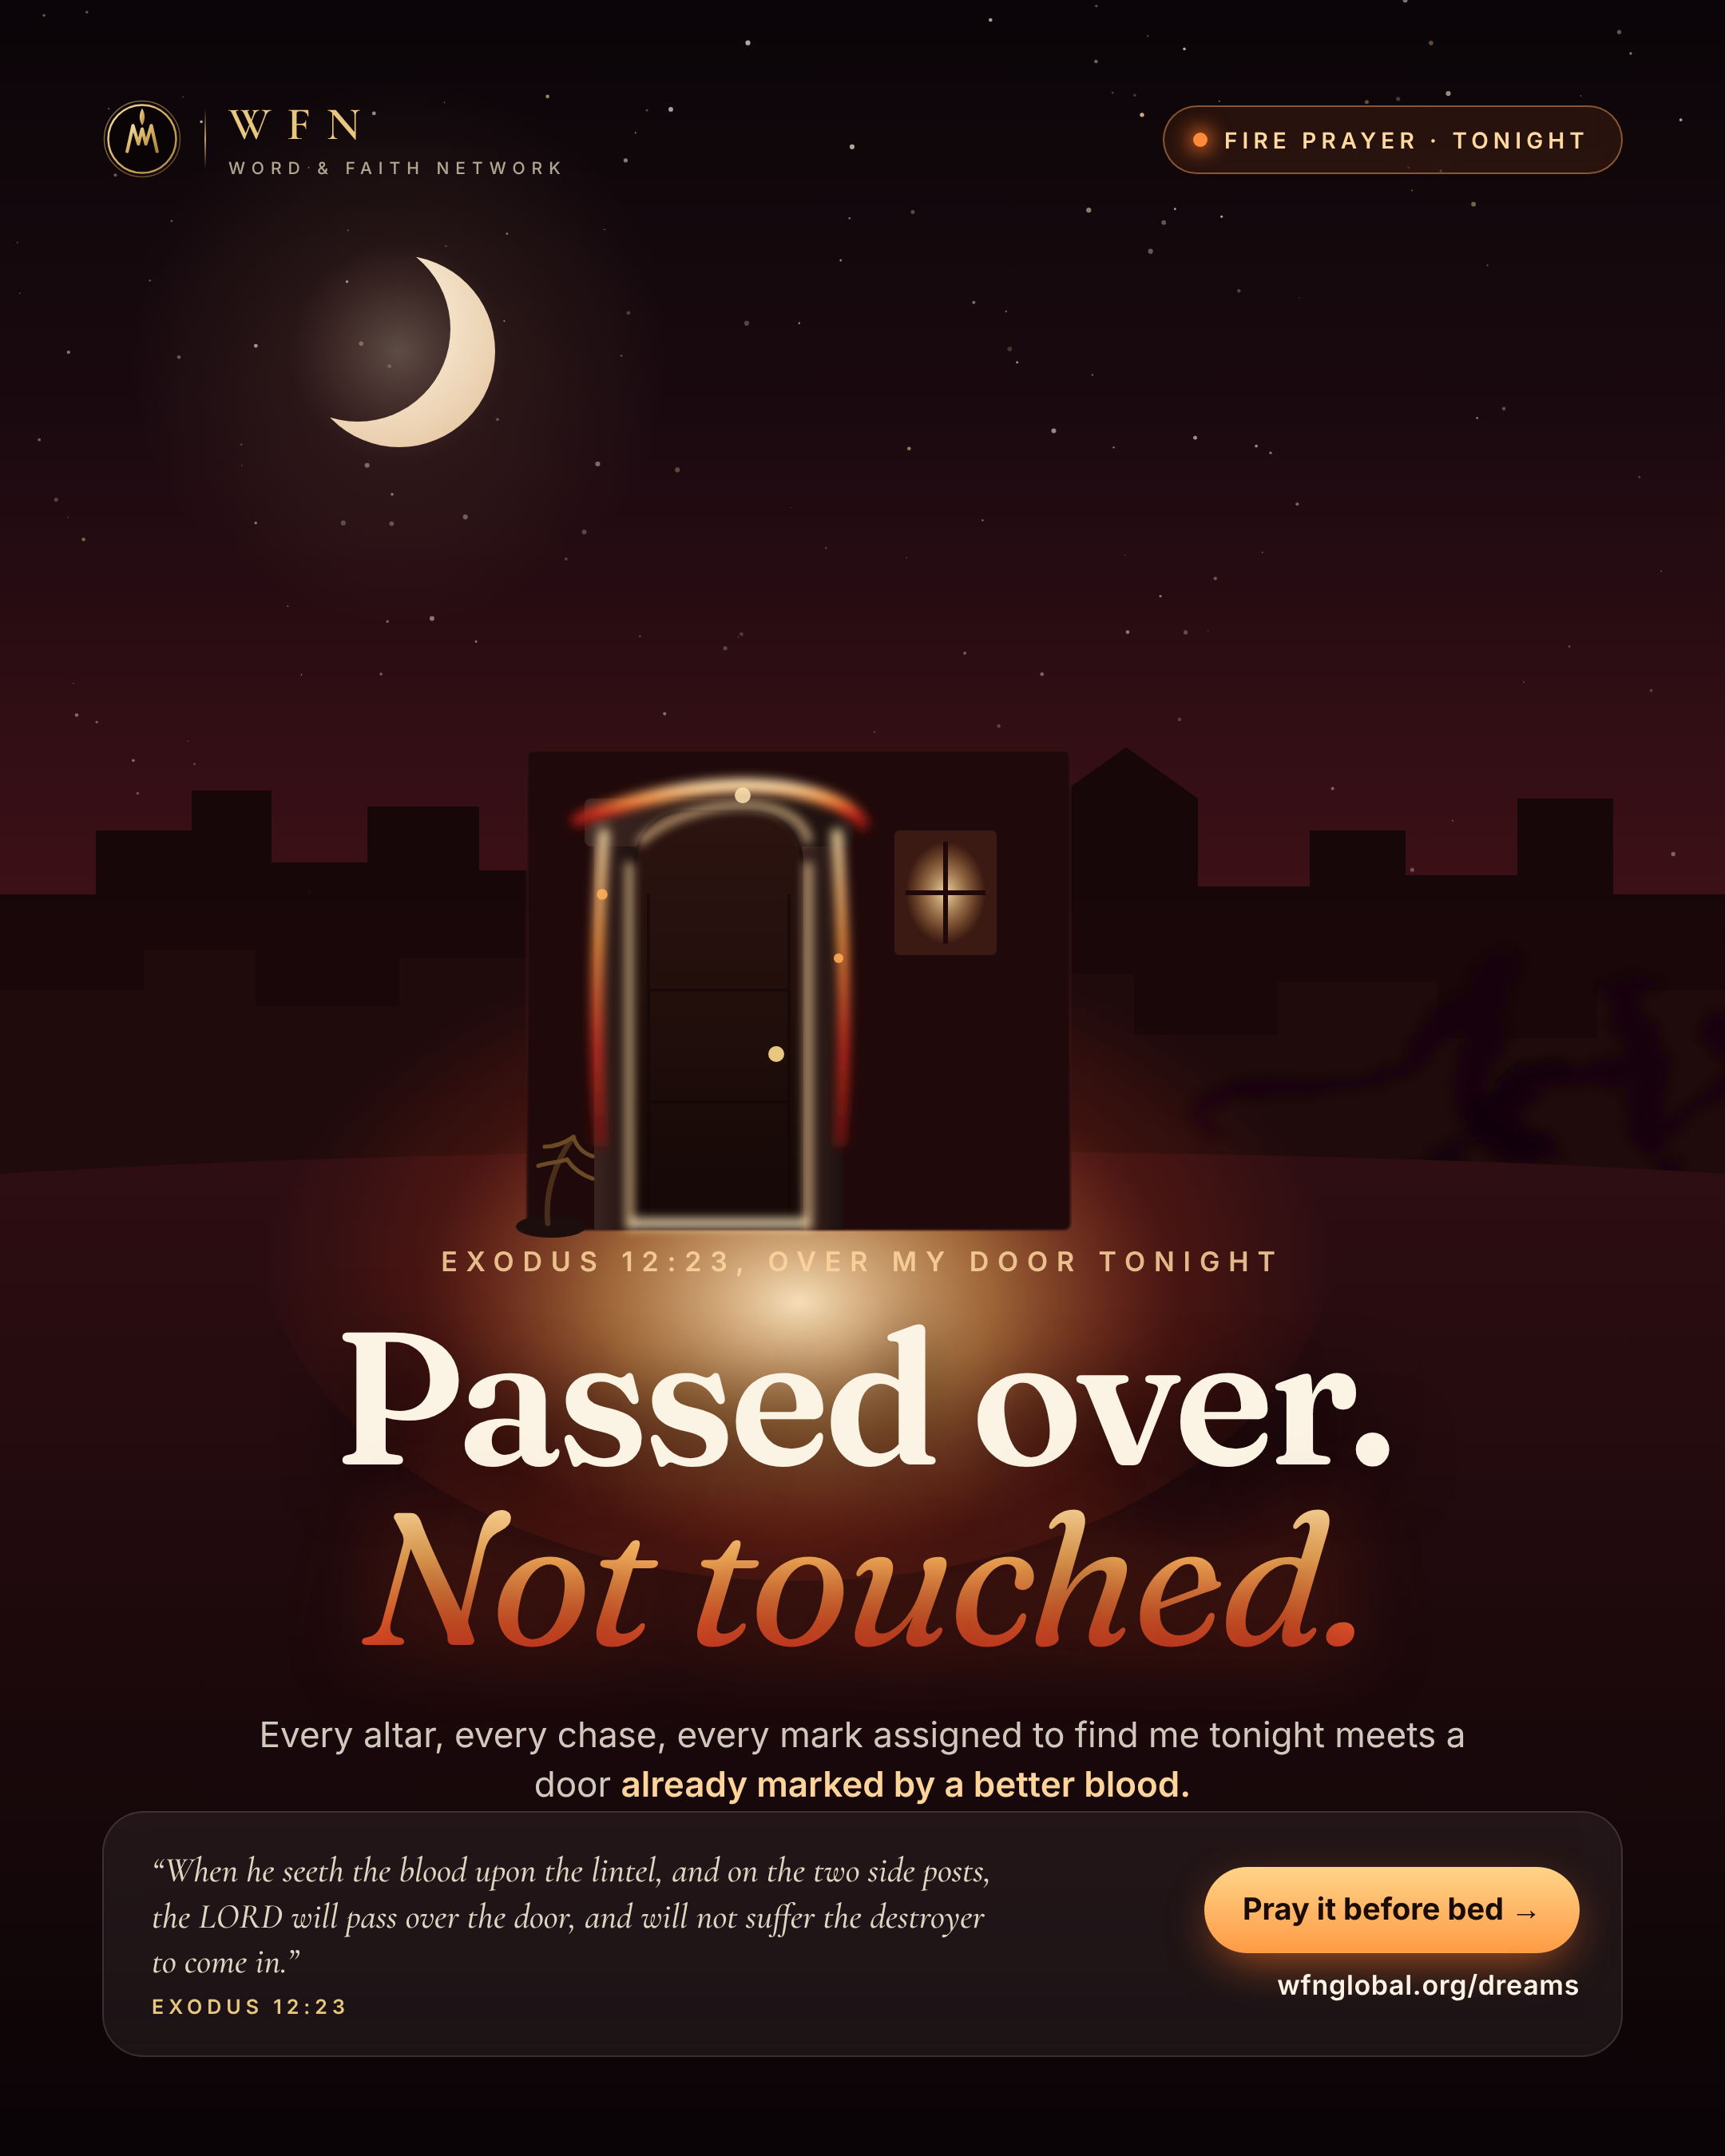 WFN
WORD & FAITH NETWORK
FIRE PRAYER · TONIGHT
EXODUS 12:23, OVER MY DOOR TONIGHT
Passed over.
Not touched.
Every altar, every chase, every mark assigned to find me tonight meets a
door already marked by a better blood.
“When he seeth the blood upon the lintel, and on the two side posts,
the LORD will pass over the door, and will not suffer the destroyer
to come in.”
EXODUS 12:23
Pray it before bed →
wfnglobal.org/dreams